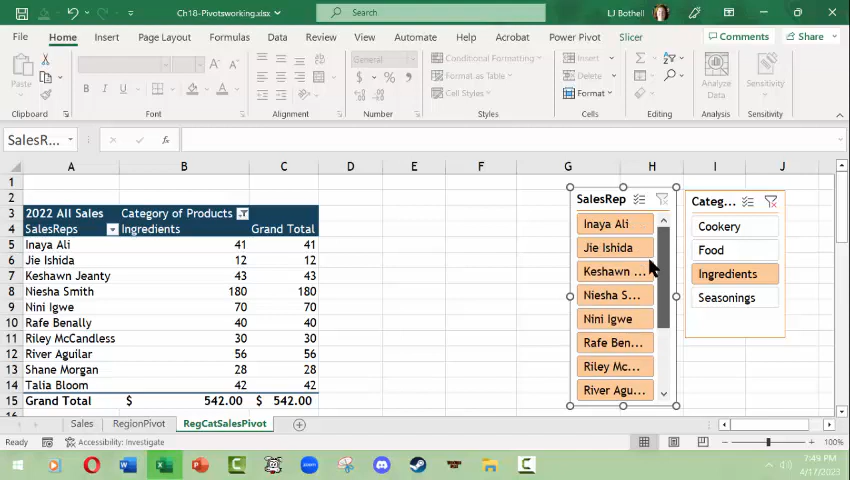 Ch18-Pivotsworking.xlsx
Search
LJ Bothell
File Home Insert Draw Page Layout Formulas Data Review View Automate Help Acrobat Power Pivot Slicer Comments Share
Paste
General
Conditional Formatting
Format as Table
Cell Styles
Insert
Delete
Format
Analyze Data
Sensitivity
Clipboard Font Alignment Number Styles Cells Editing Analysis Sensitivity
SalesR... fx
A B C D E F G H I J
1
2
3 2022 All Sales Category of Products
4 SalesReps Ingredients Grand Total
5 Inaya Ali 41 41
6 Jie Ishida 12 12
7 Keshawn Jeanty 43 43
8 Niesha Smith 180 180
9 Nini Igwe 70 70
10 Rafe Benally 40 40
11 Riley McCandless 30 30
12 River Aguilar 56 56
13 Shane Morgan 28 28
14 Talia Bloom 42 42
15 Grand Total $ 542.00 $ 542.00
SalesRep
Inaya Ali
Jie Ishida
Keshawn ...
Niesha S...
Nini Igwe
Rafe Ben...
Riley Mc...
River Agu...
Categ...
Cookery
Food
Ingredients
Seasonings
Sales RegionPivot RegCatSalesPivot
Ready Accessibility: Investigate 100%
7:49 PM
4/17/2023